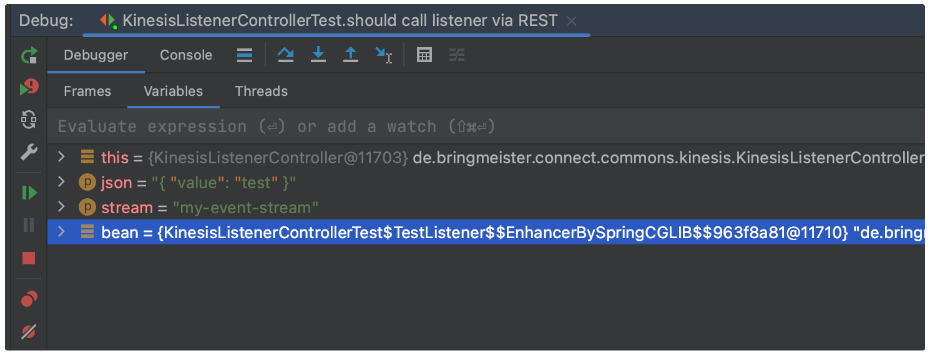 Debug: KinesisListenerControllerTest.should call listener via REST
Debugger Console
Frames Variables Threads
Evaluate expression (⏎) or add a watch (⇧⌘⏎)
this = {KinesisListenerController@11703} de.bringmeister.connect.commons.kinesis.KinesisListenerController
p json = "{ "value": "test" }"
p stream = "my-event-stream"
bean = {KinesisListenerControllerTest$TestListener$$EnhancerBySpringCGLIB$$963f8a81@11710} "de.bring